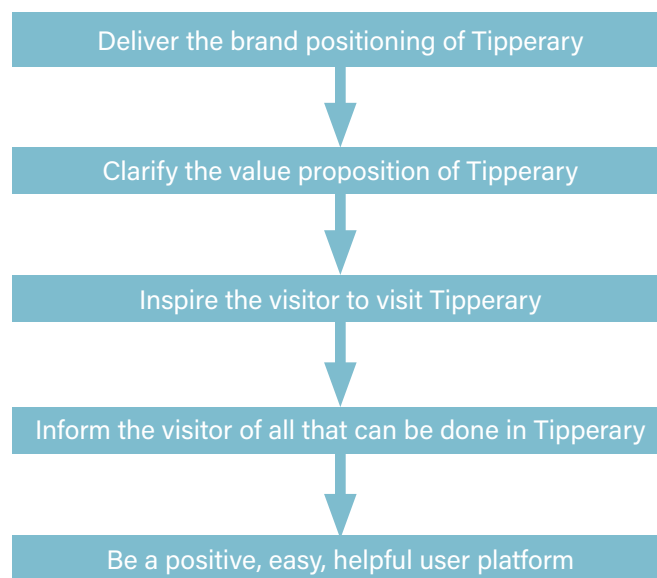 Deliver the brand positioning of Tipperary
Clarify the value proposition of Tipperary
Inspire the visitor to visit Tipperary
Inform the visitor of all that can be done in Tipperary
Be a positive, easy, helpful user platform